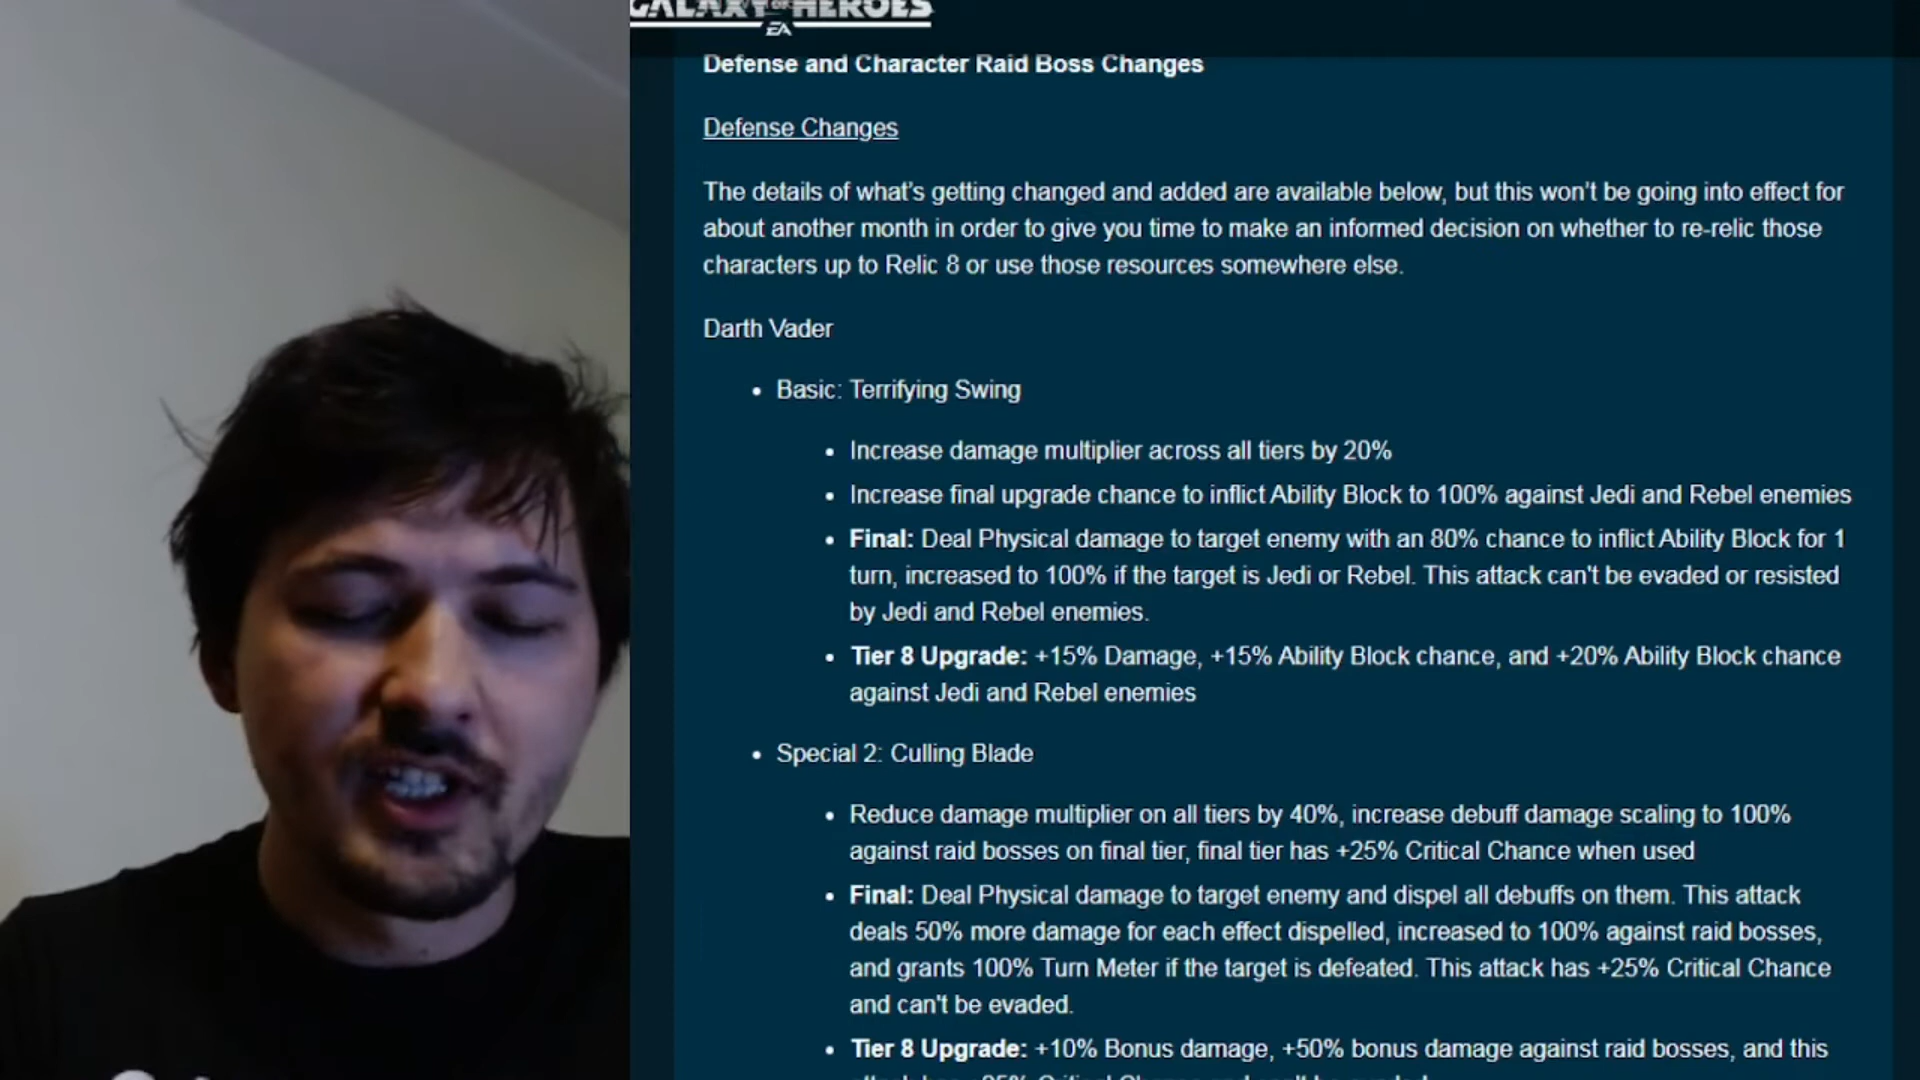 GALAXY OF HEROES
EA
Defense and Character Raid Boss Changes
Defense Changes
The details of what's getting changed and added are available below, but this won't be going into effect for
about another month in order to give you time to make an informed decision on whether to re-relic those
characters up to Relic 8 or use those resources somewhere else.
Darth Vader
• Basic: Terrifying Swing
• Increase damage multiplier across all tiers by 20%
• Increase final upgrade chance to inflict Ability Block to 100% against Jedi and Rebel enemies
• Final: Deal Physical damage to target enemy with an 80% chance to inflict Ability Block for 1
turn, increased to 100% if the target is Jedi or Rebel. This attack can't be evaded or resisted
by Jedi and Rebel enemies.
• Tier 8 Upgrade: +15% Damage, +15% Ability Block chance, and +20% Ability Block chance
against Jedi and Rebel enemies
• Special 2: Culling Blade
• Reduce damage multiplier on all tiers by 40%, increase debuff damage scaling to 100%
against raid bosses on final tier, final tier has +25% Critical Chance when used
• Final: Deal Physical damage to target enemy and dispel all debuffs on them. This attack
deals 50% more damage for each effect dispelled, increased to 100% against raid bosses,
and grants 100% Turn Meter if the target is defeated. This attack has +25% Critical Chance
and can't be evaded.
• Tier 8 Upgrade: +10% Bonus damage, +50% bonus damage against raid bosses, and this